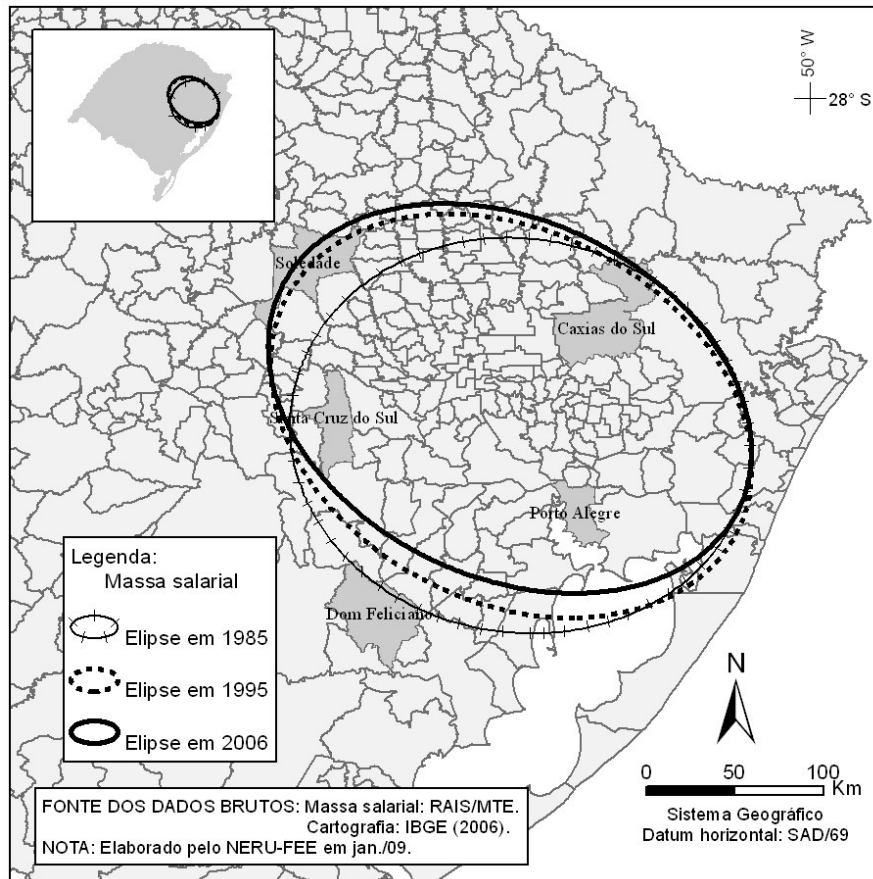 50° W
28° S
Soledade
Caxias do Sul
Santa Cruz do Sul
Porto Alegre
Dom Feliciano
Legenda:
Massa salarial
Elipse em 1985
Elipse em 1995
Elipse em 2006
N
0 50 100
Km
Sistema Geográfico
Datum horizontal: SAD/69
FONTE DOS DADOS BRUTOS: Massa salarial: RAIS/MTE.
Cartografia: IBGE (2006).
NOTA: Elaborado pelo NERU-FEE em jan./09.